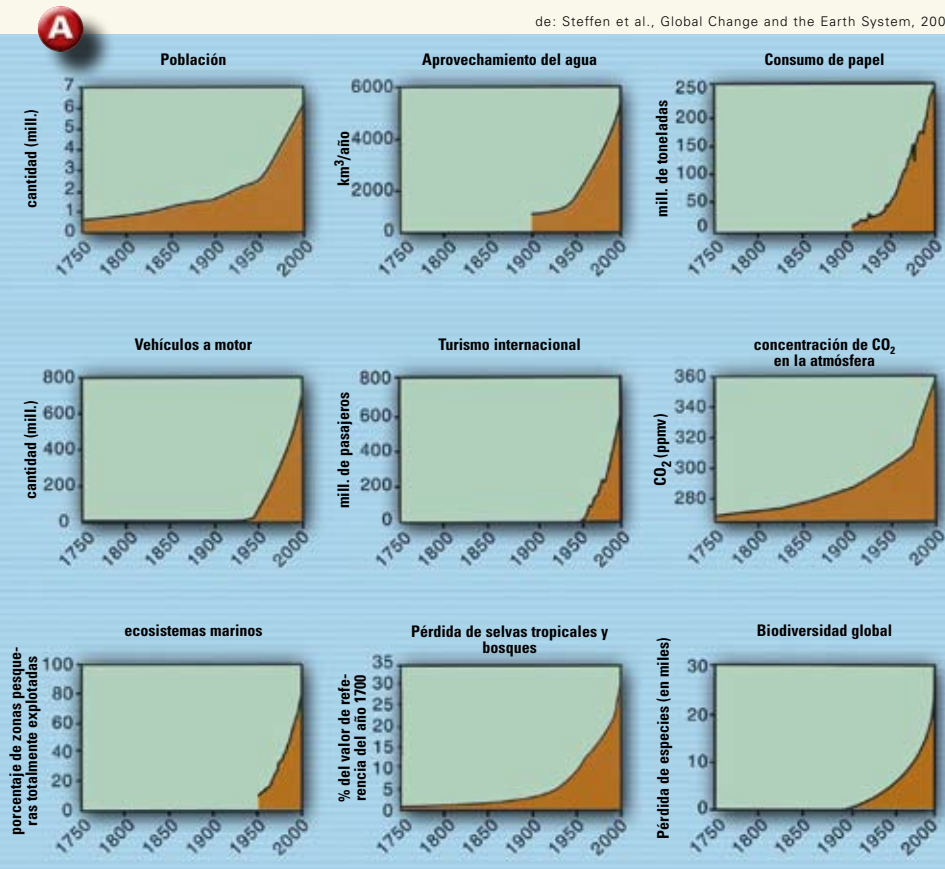 A
de: Steffen et al., Global Change and the Earth System, 200
Población
cantidad (mill.)
7
6
5
4
3
2
1
0
1750 1800 1850 1900 1950 2000
Aprovechamiento del agua
km³/año
6000
4000
2000
0
1750 1800 1850 1900 1950 2000
Consumo de papel
mill. de toneladas
250
200
150
100
50
0
1750 1800 1850 1900 1950 2000
Vehículos a motor
cantidad (mill.)
800
600
400
200
0
1750 1800 1850 1900 1950 2000
Turismo internacional
mill. de pasajeros
800
600
400
200
0
1750 1800 1850 1900 1950 2000
concentración de CO₂
en la atmósfera
CO₂ (ppmv)
360
340
320
300
280
1750 1800 1850 1900 1950 2000
ecosistemas marinos
porcentaje de zonas pesque-
ras totalmente explotadas
100
80
60
40
20
0
1750 1800 1850 1900 1950 2000
Pérdida de selvas tropicales y
bosques
% del valor de refe-
rencia del año 1700
35
30
25
20
15
10
5
0
1750 1800 1850 1900 1950 2000
Biodiversidad global
Pérdida de especies (en miles)
30
20
10
0
1750 1800 1850 1900 1950 2000